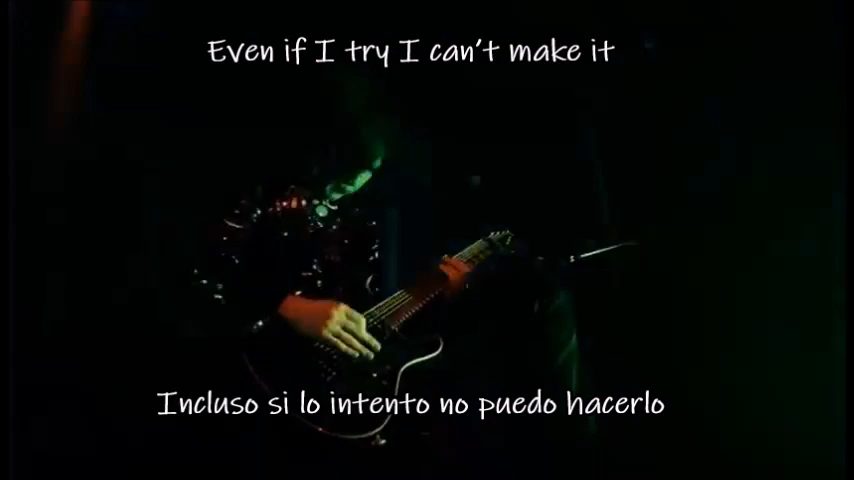 Even if I try I can't make it
Incluso si lo intento no puedo hacerlo